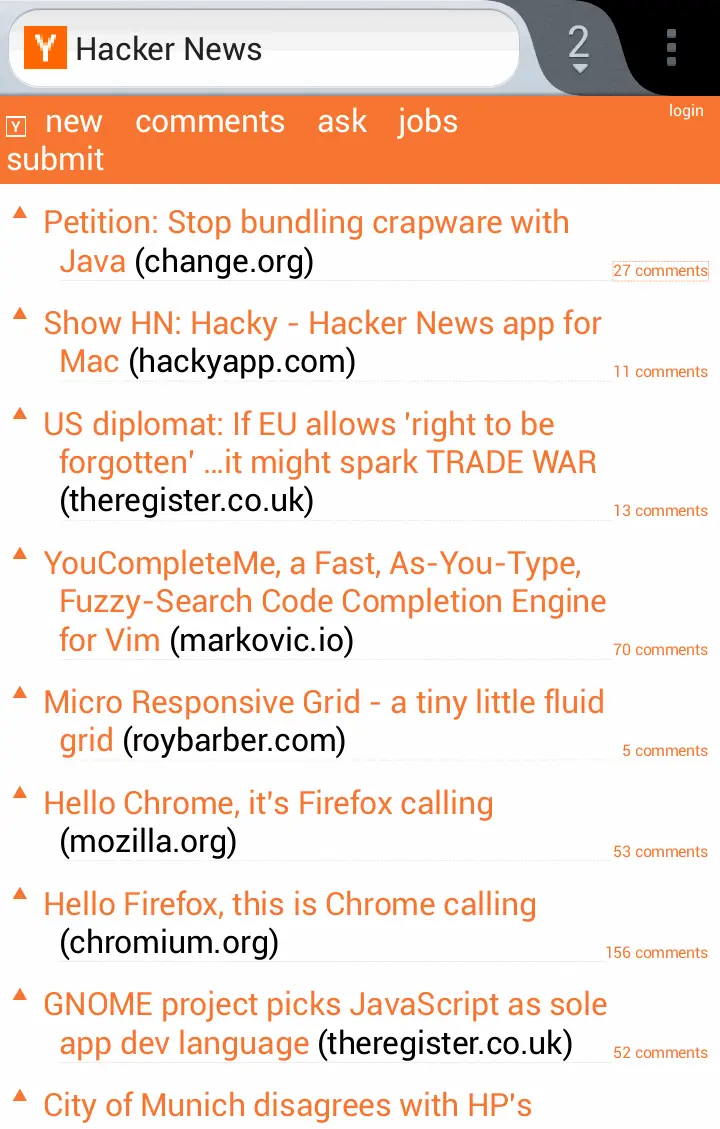 Y Hacker News 2
Y new comments ask jobs login
submit
Petition: Stop bundling crapware with
Java (change.org) 27 comments
Show HN: Hacky - Hacker News app for
Mac (hackyapp.com) 11 comments
US diplomat: If EU allows 'right to be
forgotten' ...it might spark TRADE WAR
(theregister.co.uk) 13 comments
YouCompleteMe, a Fast, As-You-Type,
Fuzzy-Search Code Completion Engine
for Vim (markovic.io) 70 comments
Micro Responsive Grid - a tiny little fluid
grid (roybarber.com) 5 comments
Hello Chrome, it's Firefox calling
(mozilla.org) 53 comments
Hello Firefox, this is Chrome calling
(chromium.org) 156 comments
GNOME project picks JavaScript as sole
app dev language (theregister.co.uk) 52 comments
City of Munich disagrees with HP's